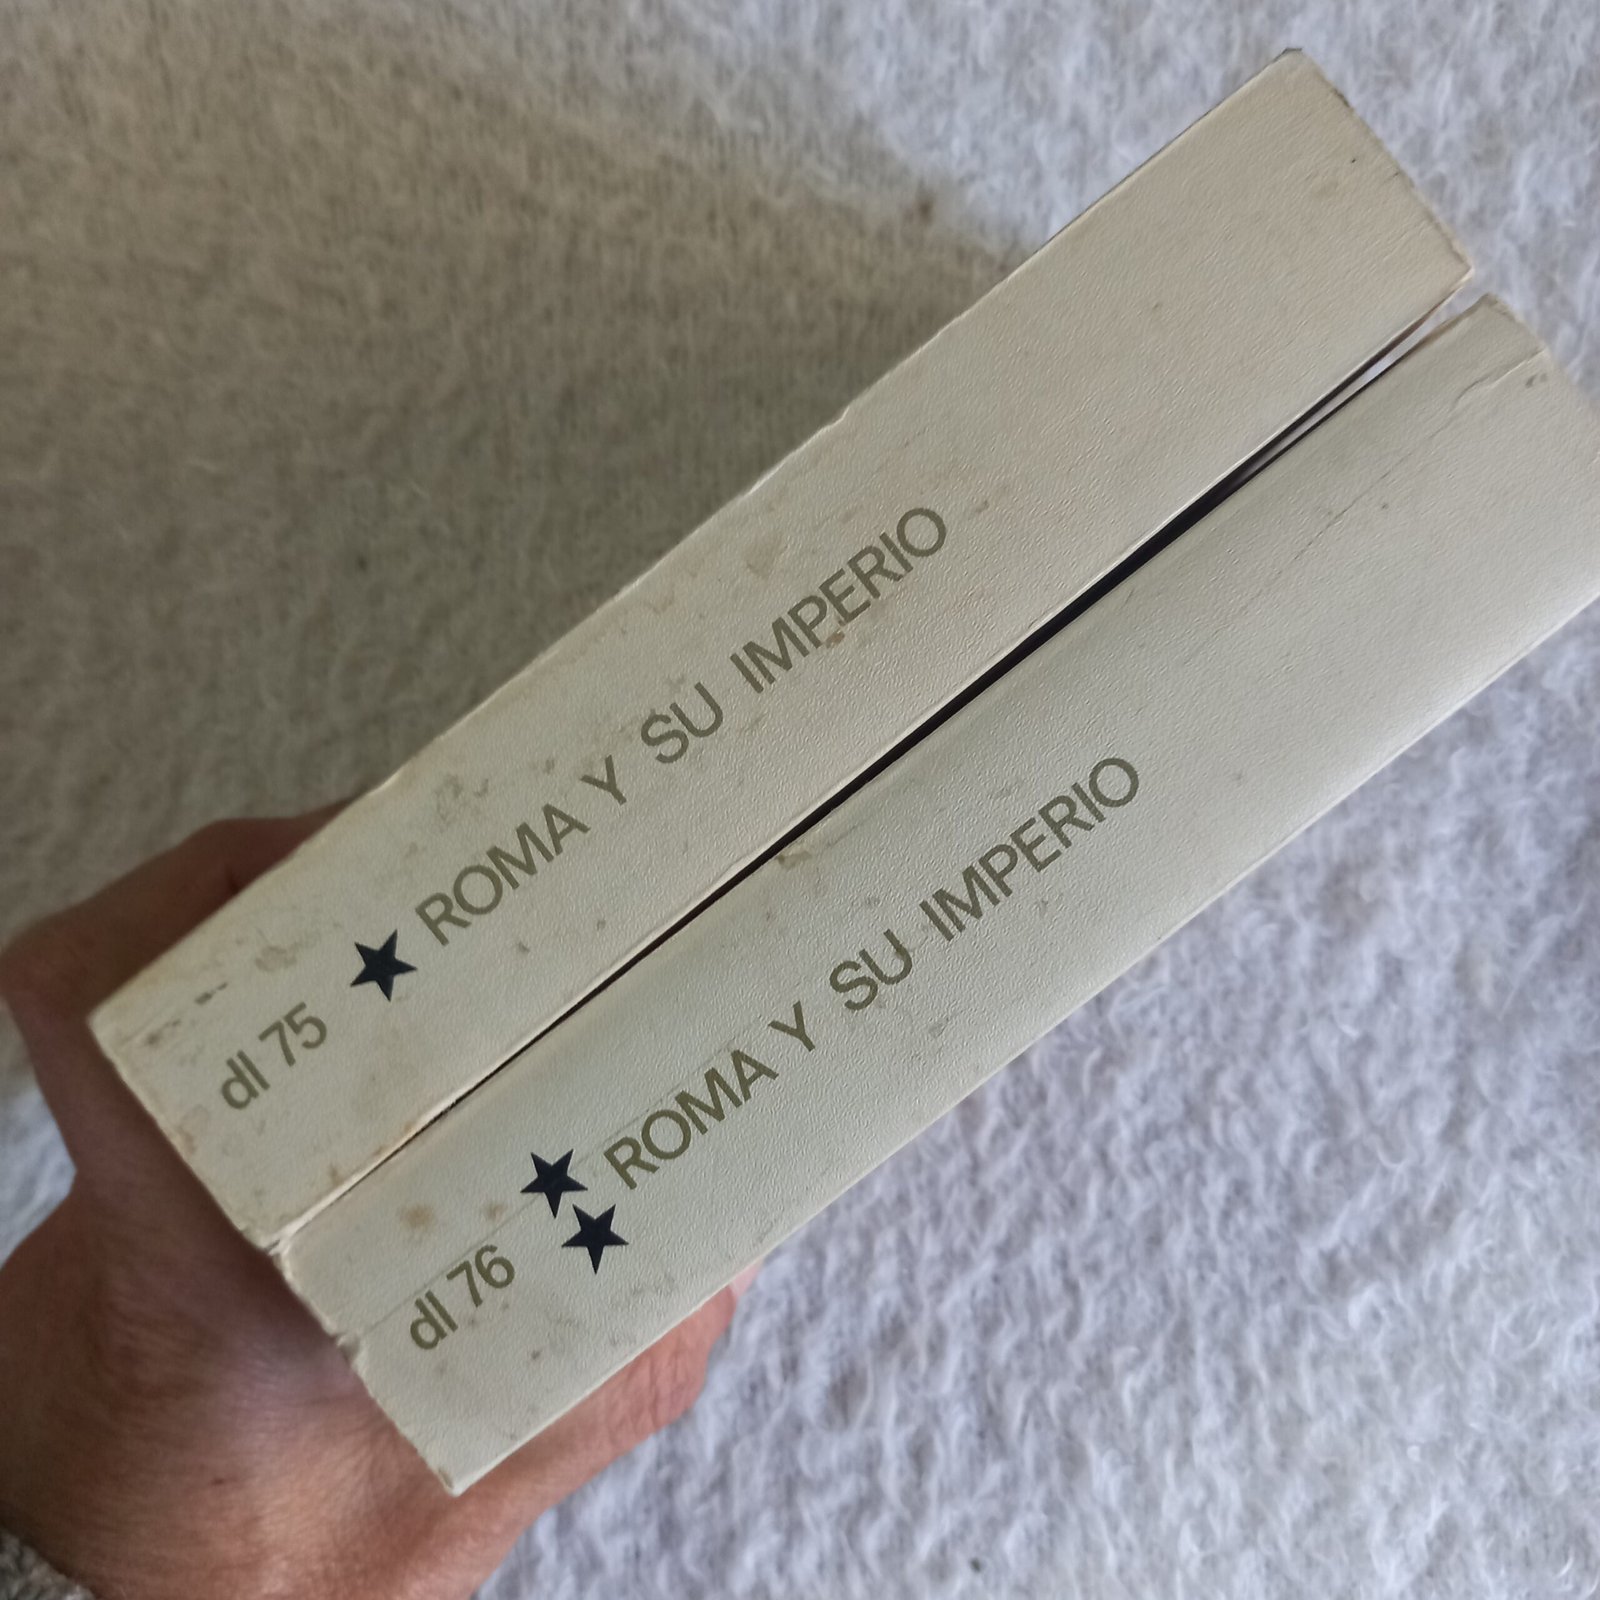 dl 75 ★ ROMA Y SU IMPERIO
dl 76 ★★ ROMA Y SU IMPERIO